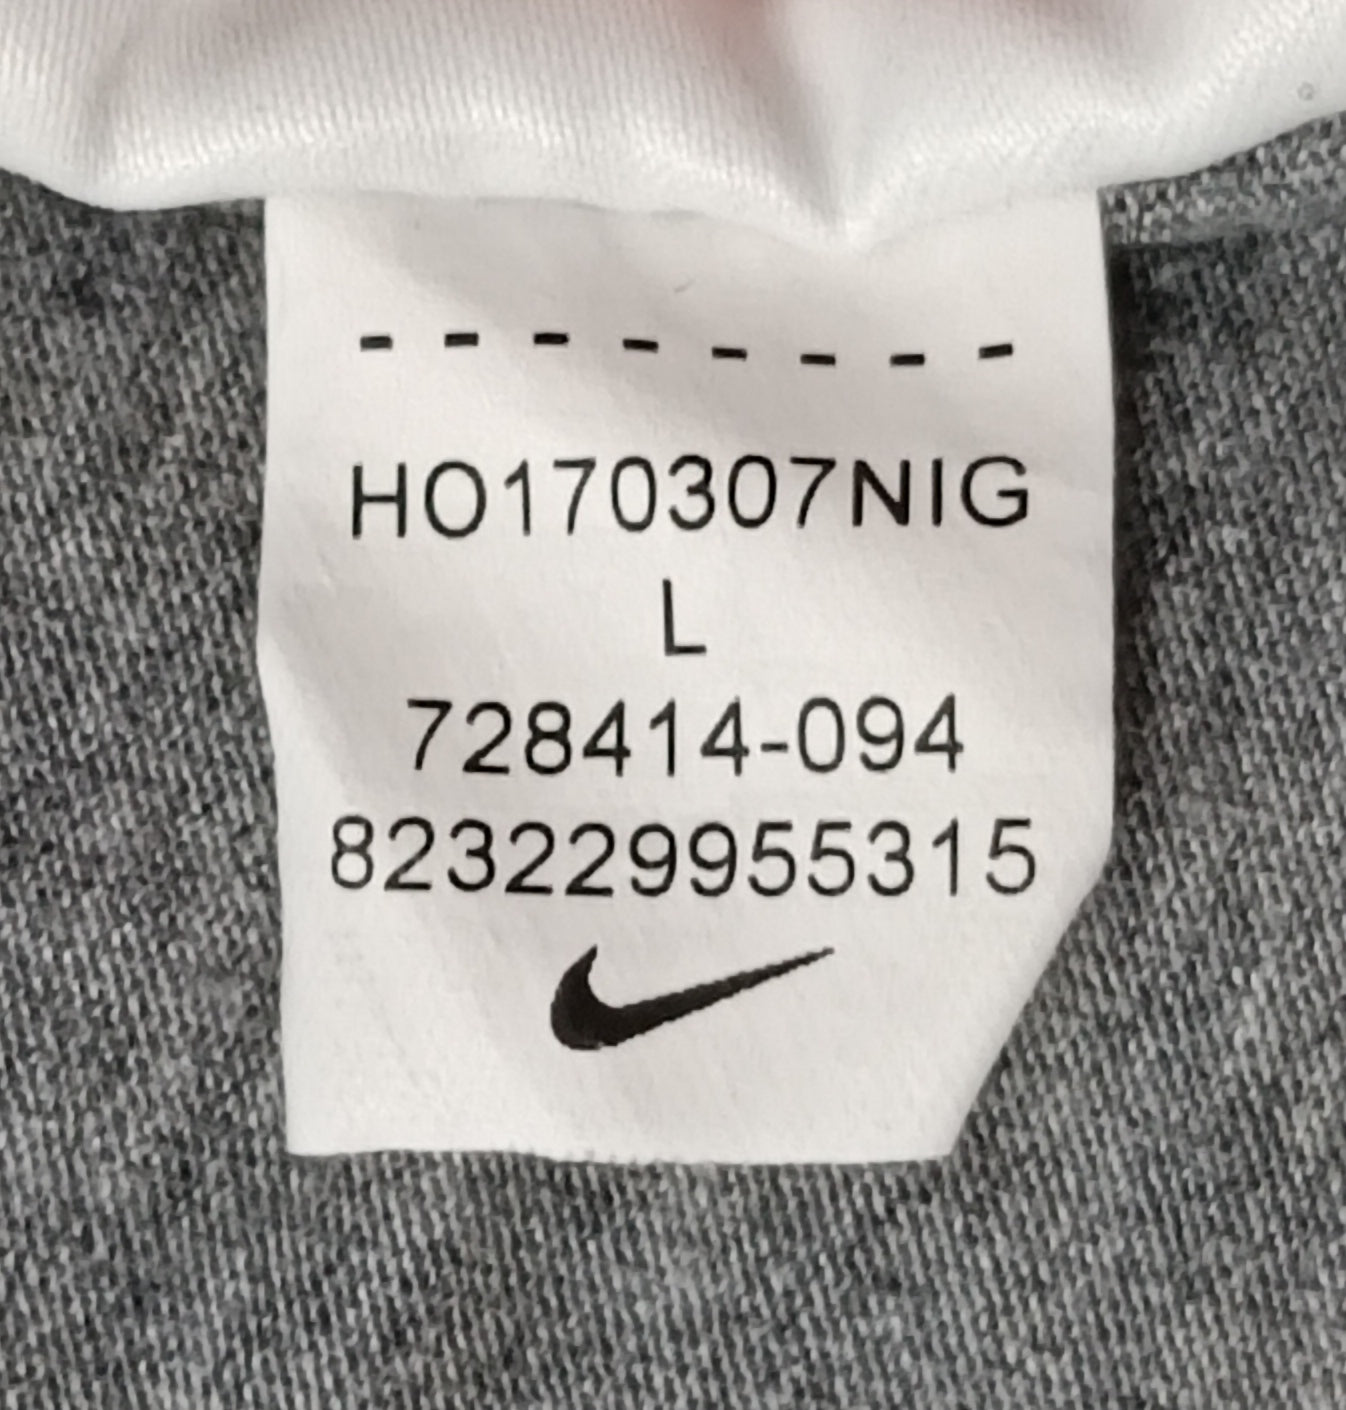 - - - - - - - -
HO170307NIG
L
728414-094
823229955315